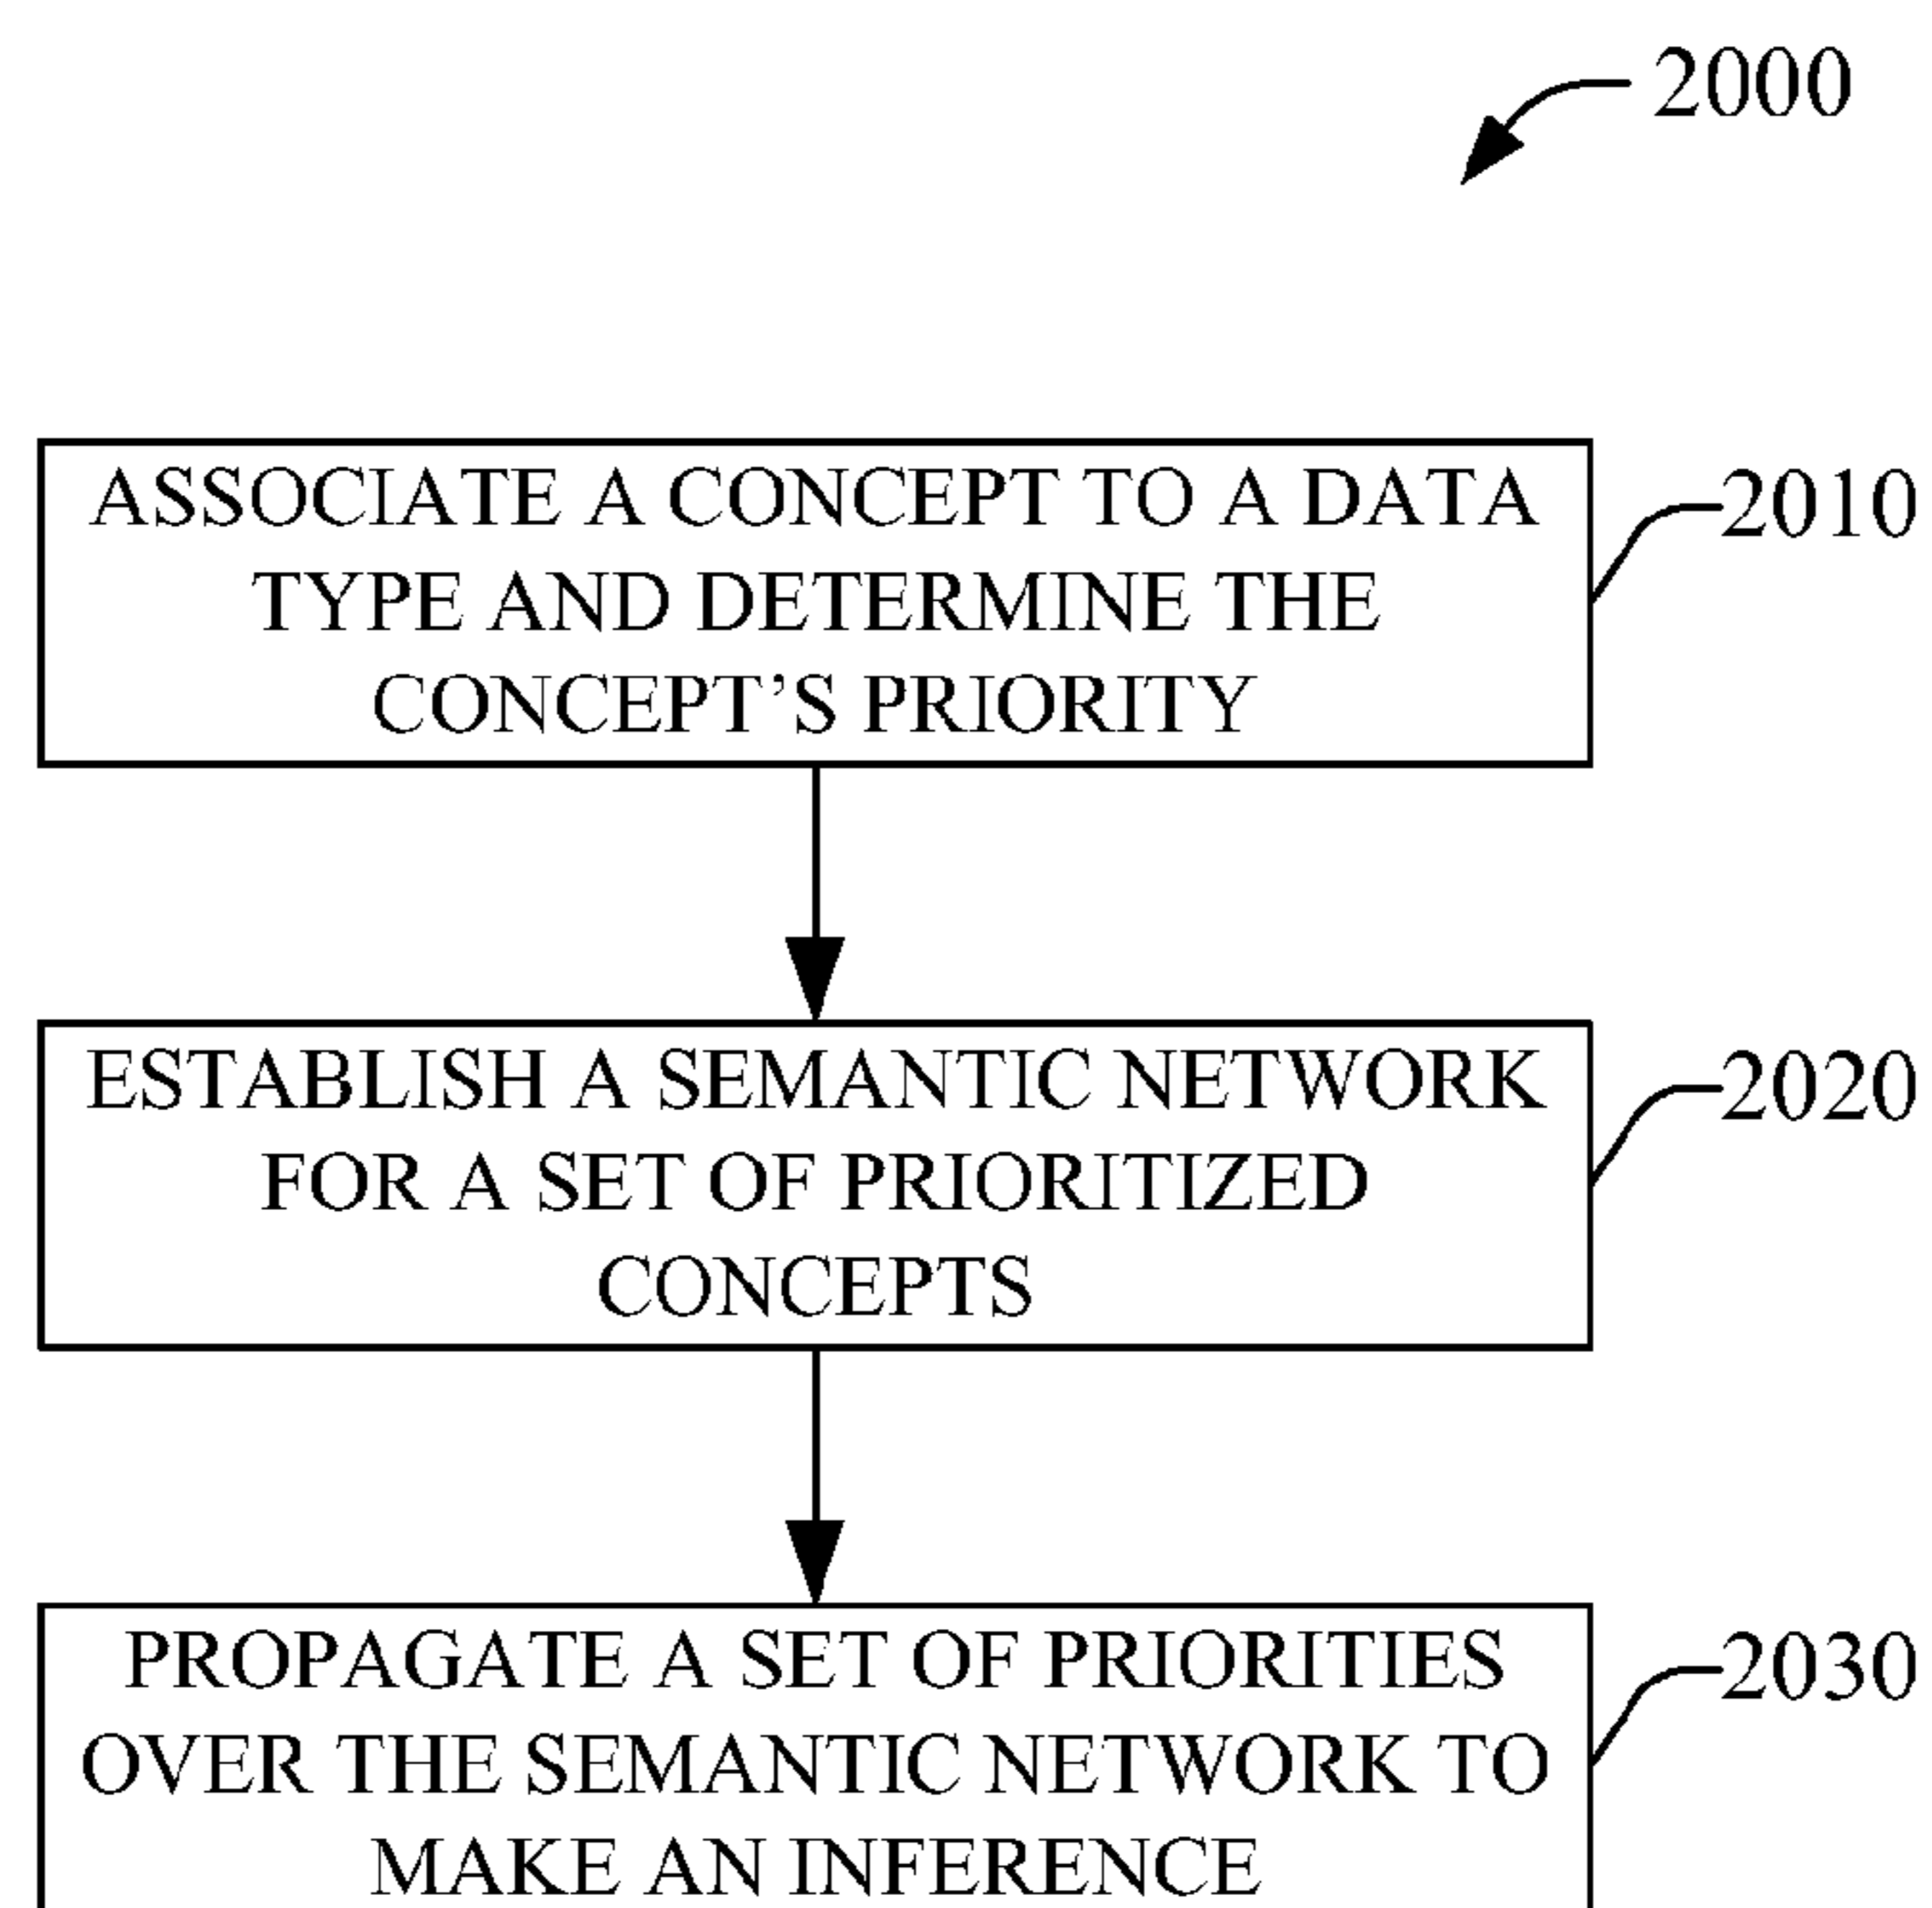 2000
ASSOCIATE A CONCEPT TO A DATA
TYPE AND DETERMINE THE
CONCEPT’S PRIORITY
2010
ESTABLISH A SEMANTIC NETWORK
FOR A SET OF PRIORITIZED
CONCEPTS
2020
PROPAGATE A SET OF PRIORITIES
OVER THE SEMANTIC NETWORK TO
MAKE AN INFERENCE
2030